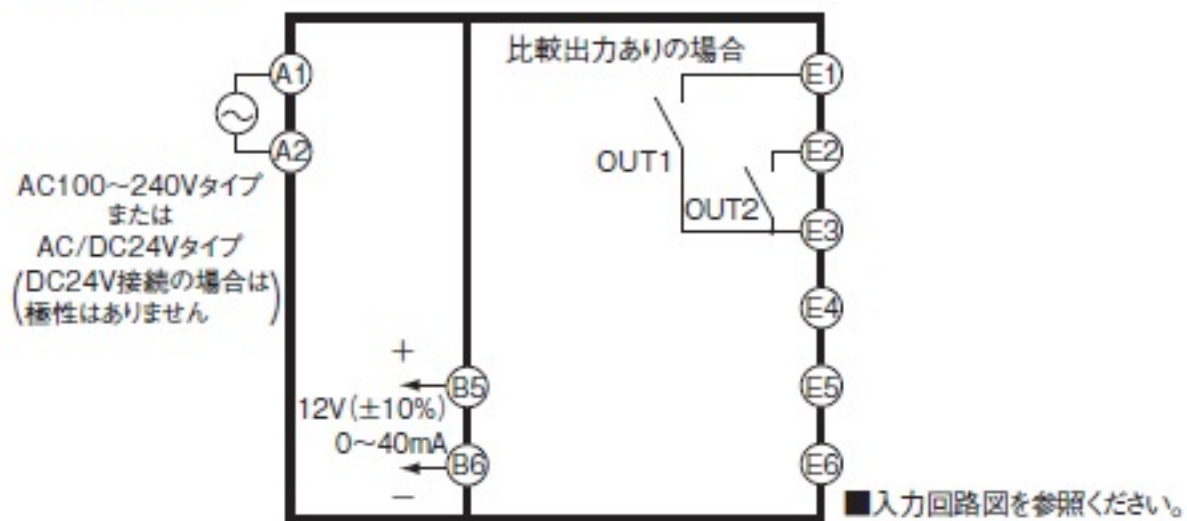 比較出力ありの場合
A1
A2
AC100～240Vタイプ
または
AC/DC24Vタイプ
(DC24V接続の場合は
極性はありません)
+
B5
12V(±10%)
0～40mA
B6
−
OUT1
OUT2
E1
E2
E3
E4
E5
E6
■入力回路図を参照ください。